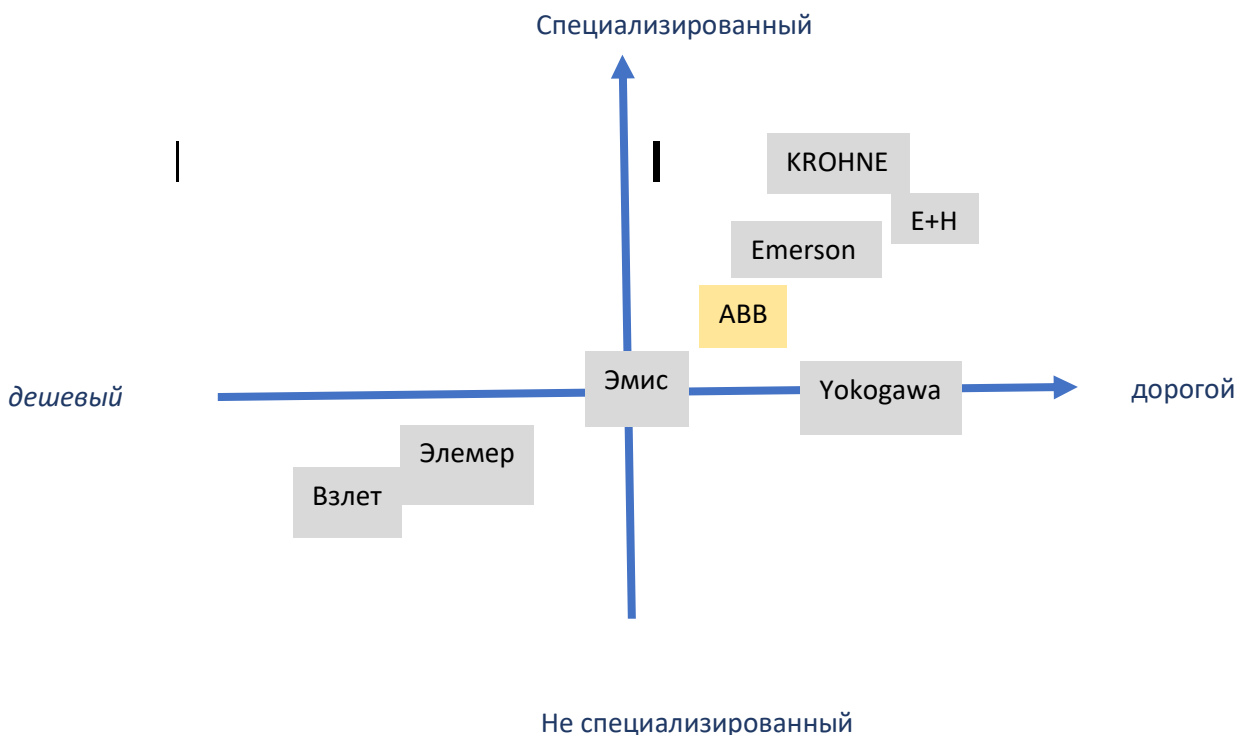 Специализированный
KROHNE
E+H
Emerson
ABB
Эмис
Yokogawa
дешевый
дорогой
Элемер
Взлет
Не специализированный